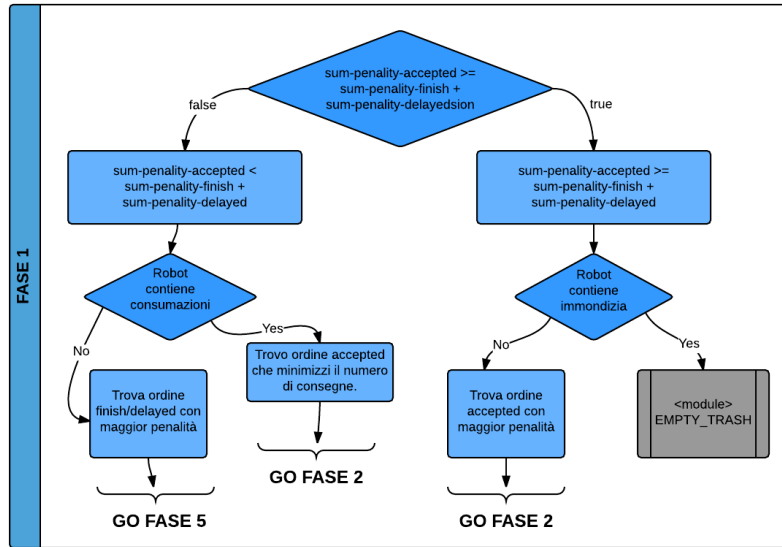 FASE 1
sum-penality-accepted >=
sum-penality-finish +
sum-penality-delayedsion
false
true
sum-penality-accepted <
sum-penality-finish +
sum-penality-delayed
sum-penality-accepted >=
sum-penality-finish +
sum-penality-delayed
Robot
contiene
consumazioni
Robot
contiene
immondizia
No
Yes
No
Yes
Trova ordine
finish/delayed con
maggior penalità
Trovo ordine accepted
che minimizzi il numero
di consegne.
Trova ordine
accepted con
maggior penalità
<module>
EMPTY_TRASH
GO FASE 5
GO FASE 2
GO FASE 2